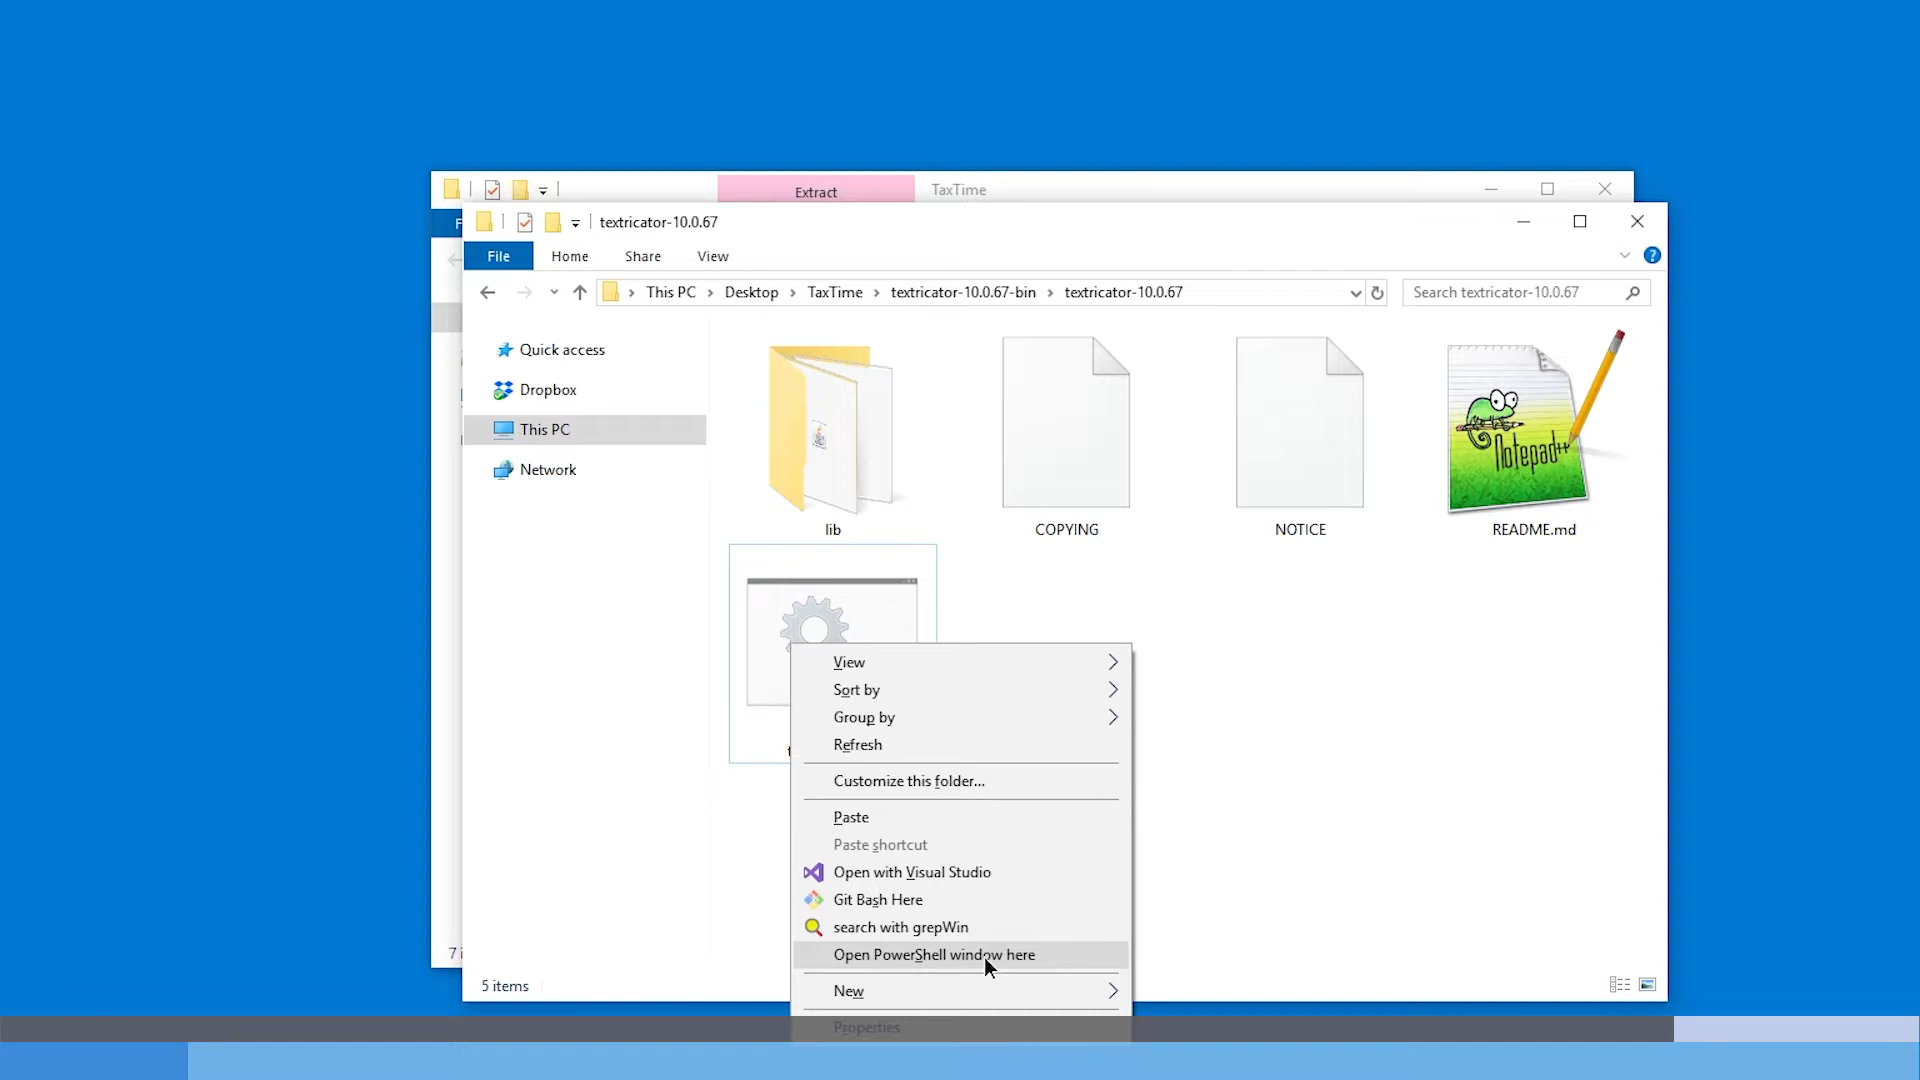 Extract
TaxTime
F
textricator-10.0.67
File
Home
Share
View
This PC
Desktop
TaxTime
textricator-10.0.67-bin
textricator-10.0.67
Search textricator-10.0.67
Quick access
Dropbox
This PC
Network
Notepad++
lib
COPYING
NOTICE
README.md
View
Sort by
Group by
Refresh
Customize this folder...
Paste
Paste shortcut
Open with Visual Studio
Git Bash Here
search with grepWin
Open PowerShell window here
New
Properties
7 i
5 items